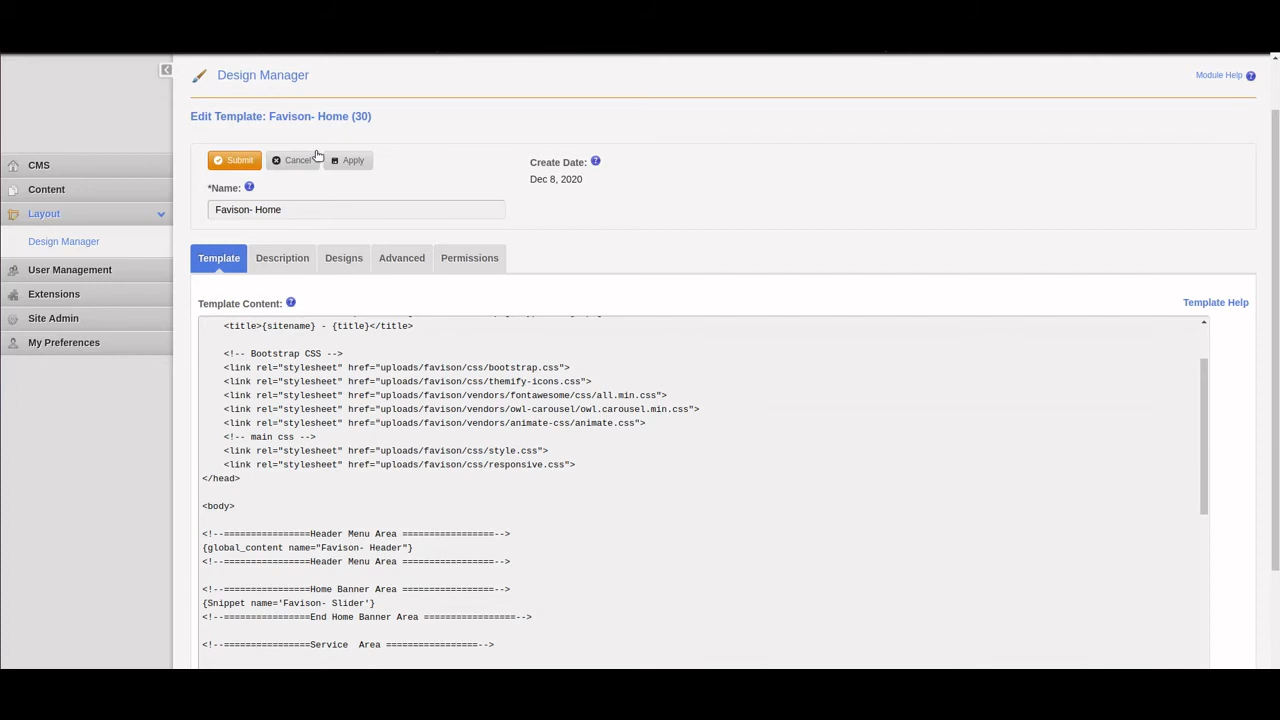 Design Manager
Module Help
Edit Template: Favison- Home (30)
Submit
Cancel
Apply
Create Date:
Dec 8, 2020
*Name:
Favison- Home
CMS
Content
Layout
Design Manager
User Management
Extensions
Site Admin
My Preferences
Template
Description
Designs
Advanced
Permissions
Template Content:
Template Help
<title>{sitename} - {title}</title>
<!-- Bootstrap CSS -->
<link rel="stylesheet" href="uploads/favison/css/bootstrap.css">
<link rel="stylesheet" href="uploads/favison/css/themify-icons.css">
<link rel="stylesheet" href="uploads/favison/vendors/fontawesome/css/all.min.css">
<link rel="stylesheet" href="uploads/favison/vendors/owl-carousel/owl.carousel.min.css">
<link rel="stylesheet" href="uploads/favison/vendors/animate-css/animate.css">
<!-- main css -->
<link rel="stylesheet" href="uploads/favison/css/style.css">
<link rel="stylesheet" href="uploads/favison/css/responsive.css">
</head>
<body>
<!--================Header Menu Area =================-->
{global_content name="Favison- Header"}
<!--================Header Menu Area =================-->
<!--================Home Banner Area =================-->
{Snippet name='Favison- Slider'}
<!--================End Home Banner Area =================-->
<!--================Service  Area =================-->